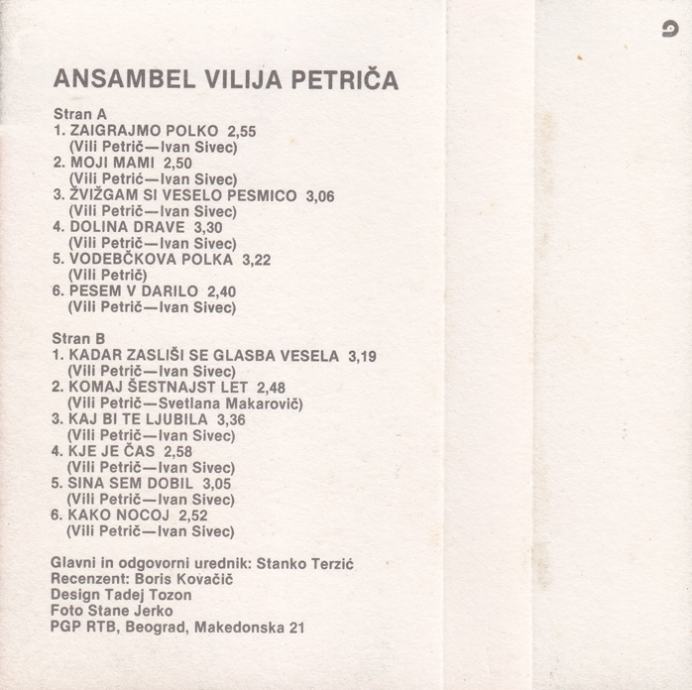 ANSAMBEL VILIJA PETRIČA
Stran A
1. ZAIGRAJMO POLKO 2,55
(Vili Petrič—Ivan Sivec)
2. MOJI MAMI 2,50
(Vili Petrić—Ivan Sivec)
3. ŽVIŽGAM SI VESELO PESMICO 3,06
(Vili Petrič—Ivan Sivec)
4. DOLINA DRAVE 3,30
(Vili Petrič—Ivan Sivec)
5. VODEBČKOVA POLKA 3,22
(Vili Petrič)
6. PESEM V DARILO 2,40
(Vili Petrič—Ivan Sivec)
Stran B
1. KADAR ZASLIŠI SE GLASBA VESELA 3,19
(Vili Petrič—Ivan Sivec)
2. KOMAJ ŠESTNAJST LET 2,48
(Vili Petrič—Svetlana Makarovič)
3. KAJ BI TE LJUBILA 3,36
(Vili Petrič—Ivan Sivec)
4. KJE JE ČAS 2,58
(Vili Petrič—Ivan Sivec)
5. SINA SEM DOBIL 3,05
(Vili Petrič—Ivan Sivec)
6. KAKO NOCOJ 2,52
(Vili Petrič—Ivan Sivec)
Glavni in odgovorni urednik: Stanko Terzić
Recenzent: Boris Kovačič
Design Tadej Tozon
Foto Stane Jerko
PGP RTB, Beograd, Makedonska 21